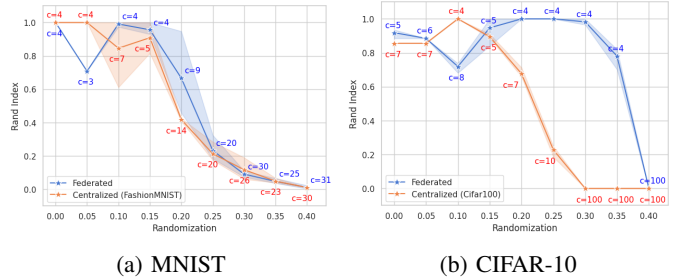 c=4
c=4
c=4
c=4
c=4
c=3
c=7
c=5
c=9
c=14
c=20
c=20
c=30
c=26
c=25
c=23
c=31
c=30
1.0
0.8
0.6
0.4
0.2
0.0
Rand Index
Federated
Centralized (FashionMNIST)
0.00 0.05 0.10 0.15 0.20 0.25 0.30 0.35 0.40
Randomization
(a) MNIST
c=5
c=6
c=4
c=4
c=4
c=4
c=4
c=4
c=7
c=7
c=8
c=5
c=7
c=10
c=100
c=100
c=100
c=100
1.0
0.8
0.6
0.4
0.2
0.0
Rand Index
Federated
Centralized (Cifar100)
0.00 0.05 0.10 0.15 0.20 0.25 0.30 0.35 0.40
Randomization
(b) CIFAR-10